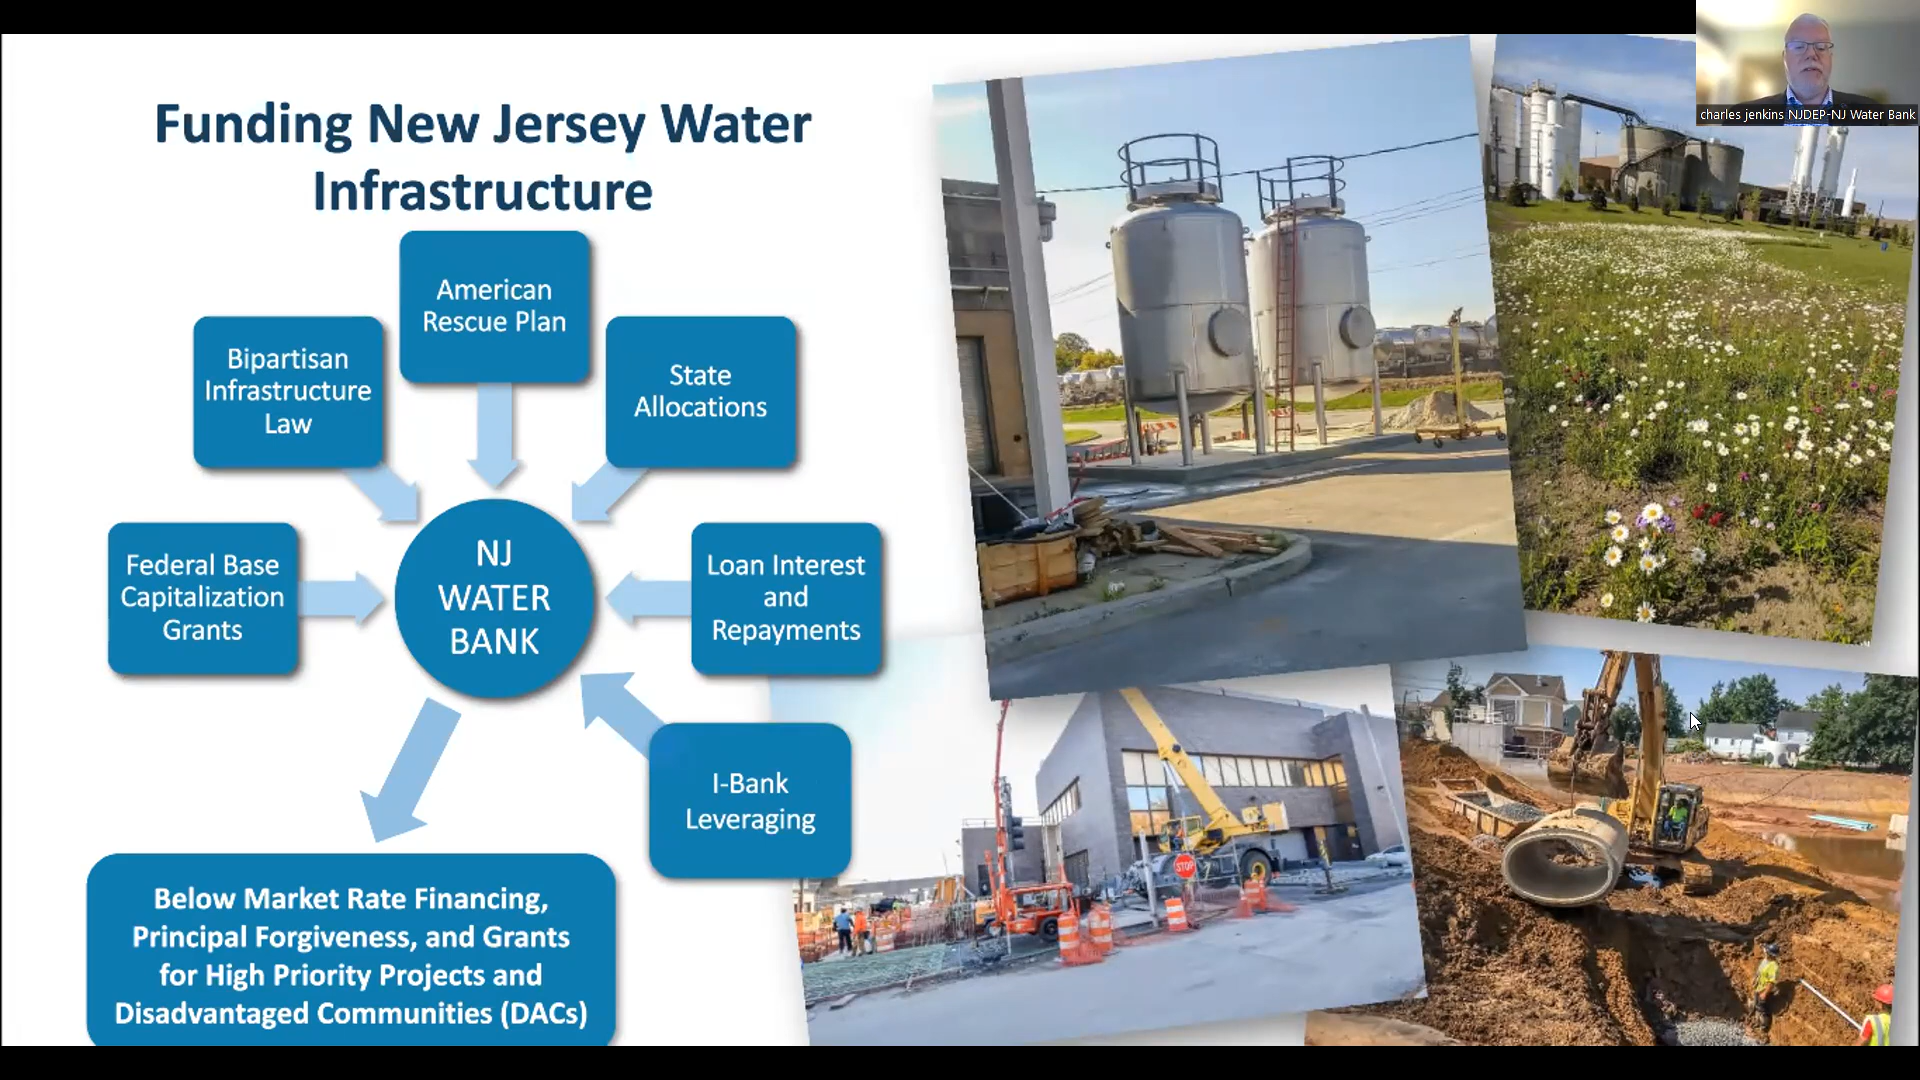 charles jenkins NJDEP-NJ Water Bank
Funding New Jersey Water
Infrastructure
American
Rescue Plan
Bipartisan
Infrastructure
Law
State
Allocations
Federal Base
Capitalization
Grants
NJ
WATER
BANK
Loan Interest
and
Repayments
I-Bank
Leveraging
Below Market Rate Financing,
Principal Forgiveness, and Grants
for High Priority Projects and
Disadvantaged Communities (DACs)
STOP